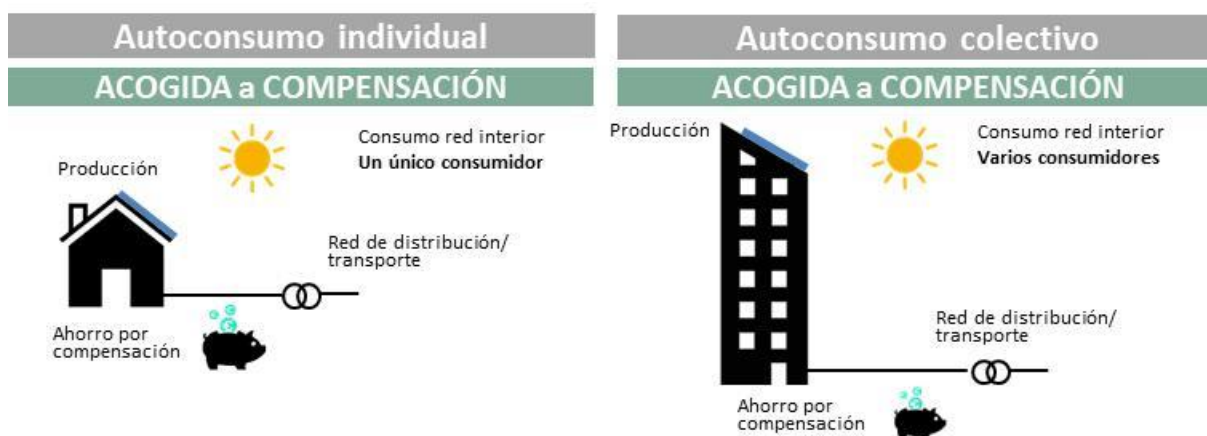 Autoconsumo individual
ACOGIDA a COMPENSACIÓN
Consumo red interior
Un único consumidor
Producción
Red de distribución/
transporte
Ahorro por
compensación
Autoconsumo colectivo
ACOGIDA a COMPENSACIÓN
Producción
Consumo red interior
Varios consumidores
Red de distribución/
transporte
Ahorro por
compensación